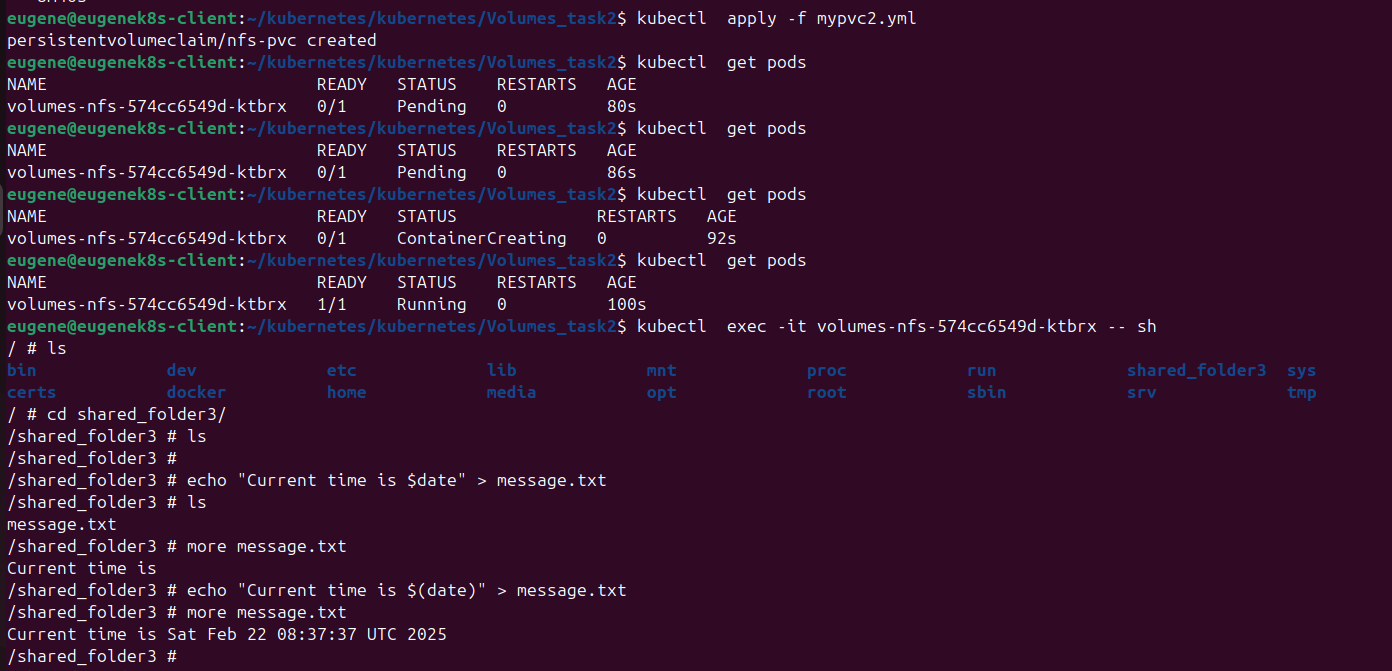 eugene@eugenek8s-client:~/kubernetes/kubernetes/Volumes_task2$ kubectl  apply -f mypvc2.yml
persistentvolumeclaim/nfs-pvc created
eugene@eugenek8s-client:~/kubernetes/kubernetes/Volumes_task2$ kubectl  get pods
NAME                           READY   STATUS    RESTARTS   AGE
volumes-nfs-574cc6549d-ktbrx   0/1     Pending   0          80s
eugene@eugenek8s-client:~/kubernetes/kubernetes/Volumes_task2$ kubectl  get pods
NAME                           READY   STATUS    RESTARTS   AGE
volumes-nfs-574cc6549d-ktbrx   0/1     Pending   0          86s
eugene@eugenek8s-client:~/kubernetes/kubernetes/Volumes_task2$ kubectl  get pods
NAME                           READY   STATUS              RESTARTS   AGE
volumes-nfs-574cc6549d-ktbrx   0/1     ContainerCreating   0          92s
eugene@eugenek8s-client:~/kubernetes/kubernetes/Volumes_task2$ kubectl  get pods
NAME                           READY   STATUS    RESTARTS   AGE
volumes-nfs-574cc6549d-ktbrx   1/1     Running   0          100s
eugene@eugenek8s-client:~/kubernetes/kubernetes/Volumes_task2$ kubectl  exec -it volumes-nfs-574cc6549d-ktbrx -- sh
/ # ls
bin             dev             etc             lib             mnt             proc            run             shared_folder3  sys
certs           docker          home            media           opt             root            sbin            srv             tmp
/ # cd shared_folder3/
/shared_folder3 # ls
/shared_folder3 #
/shared_folder3 # echo "Current time is $date" > message.txt
/shared_folder3 # ls
message.txt
/shared_folder3 # more message.txt
Current time is
/shared_folder3 # echo "Current time is $(date)" > message.txt
/shared_folder3 # more message.txt
Current time is Sat Feb 22 08:37:37 UTC 2025
/shared_folder3 #